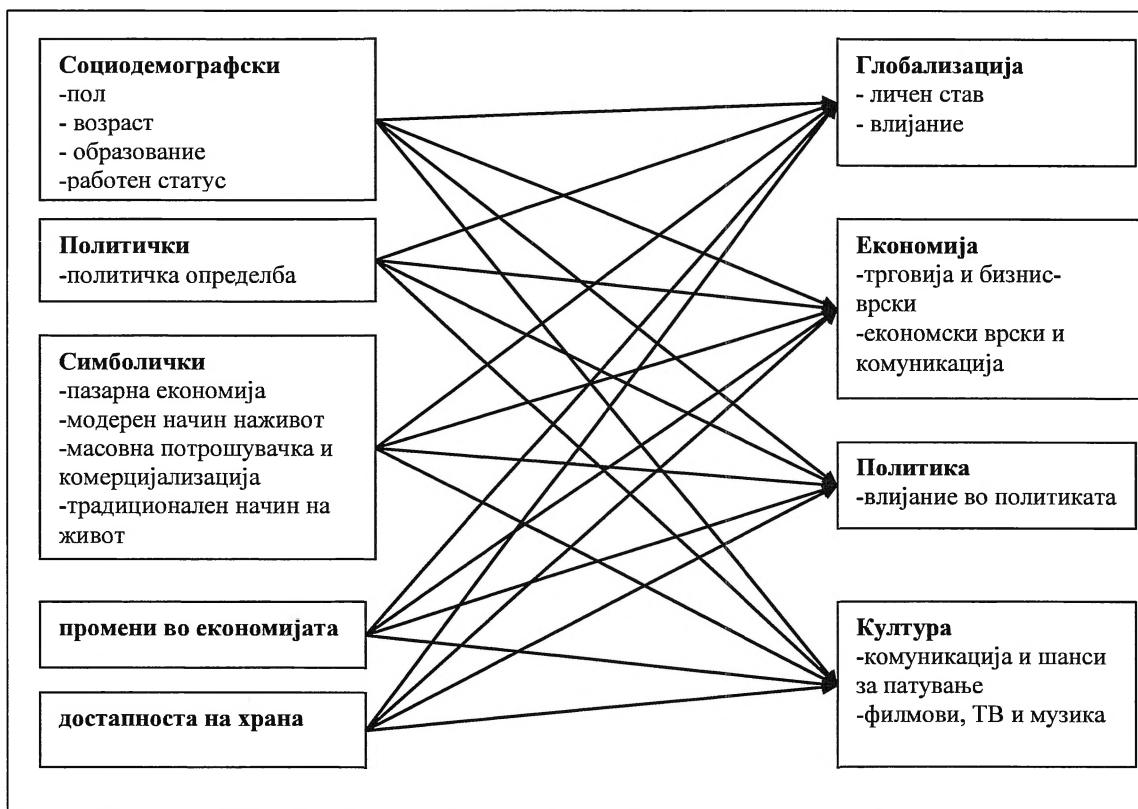 Социодемографски
-пол
- возраст
- образование
-работен статус
Политички
-политичка определба
Симболички
-пазарна економија
-модерен начин наживот
-масовна потрошувачка и
комерцијализација
-традиционален начин на
живот
промени во економијата
достапноста на храна
Глобализација
- личен став
- влијание
Економија
-трговија и бизнис-
врски
-економски врски и
комуникација
Политика
-влијание во политиката
Култура
-комуникација и шанси
за патување
-филмови, ТВ и музика